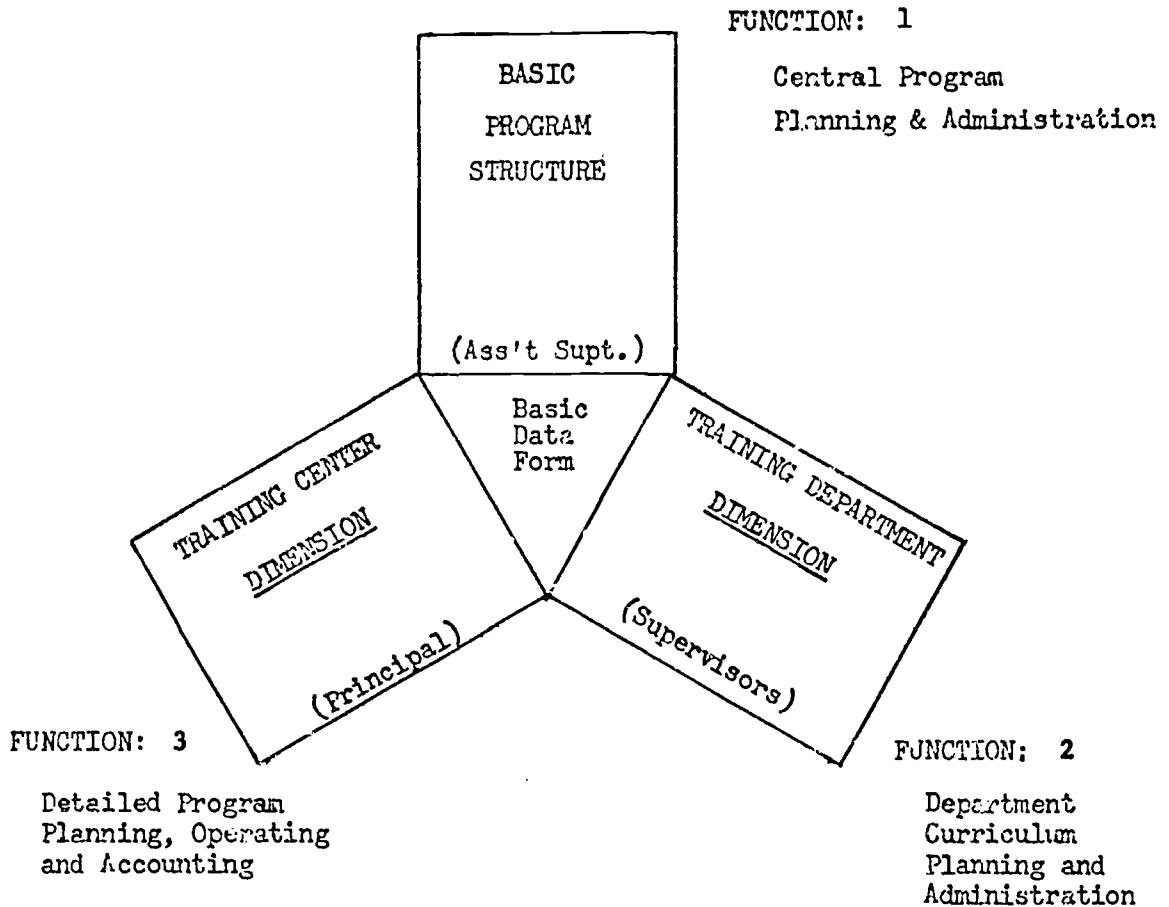 FUNCTION: 1
Central Program
Planning & Administration
BASIC
PROGRAM
STRUCTURE
(Ass't Supt.)
Basic
Data
Form
TRAINING CENTER
DIMENSION
(Principal)
TRAINING DEPARTMENT
DIMENSION
(Supervisors)
FUNCTION: 3
Detailed Program
Planning, Operating
and Accounting
FUNCTION: 2
Department
Curriculum
Planning and
Administration